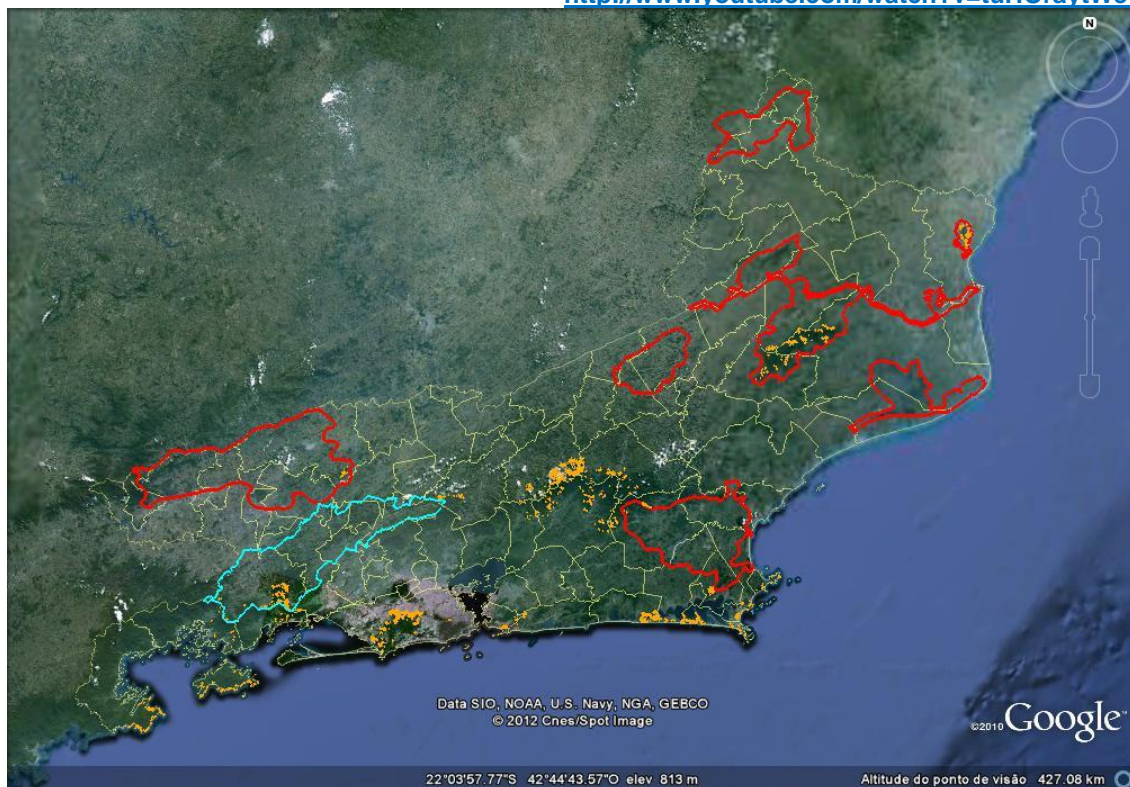 N
Data SIO, NOAA, U.S. Navy, NGA, GEBCO
© 2012 Cnes/Spot Image
©2010 Google™
22°03'57.77"S 42°44'43.57"O elev 813 m
Altitude do ponto de visão 427.08 km